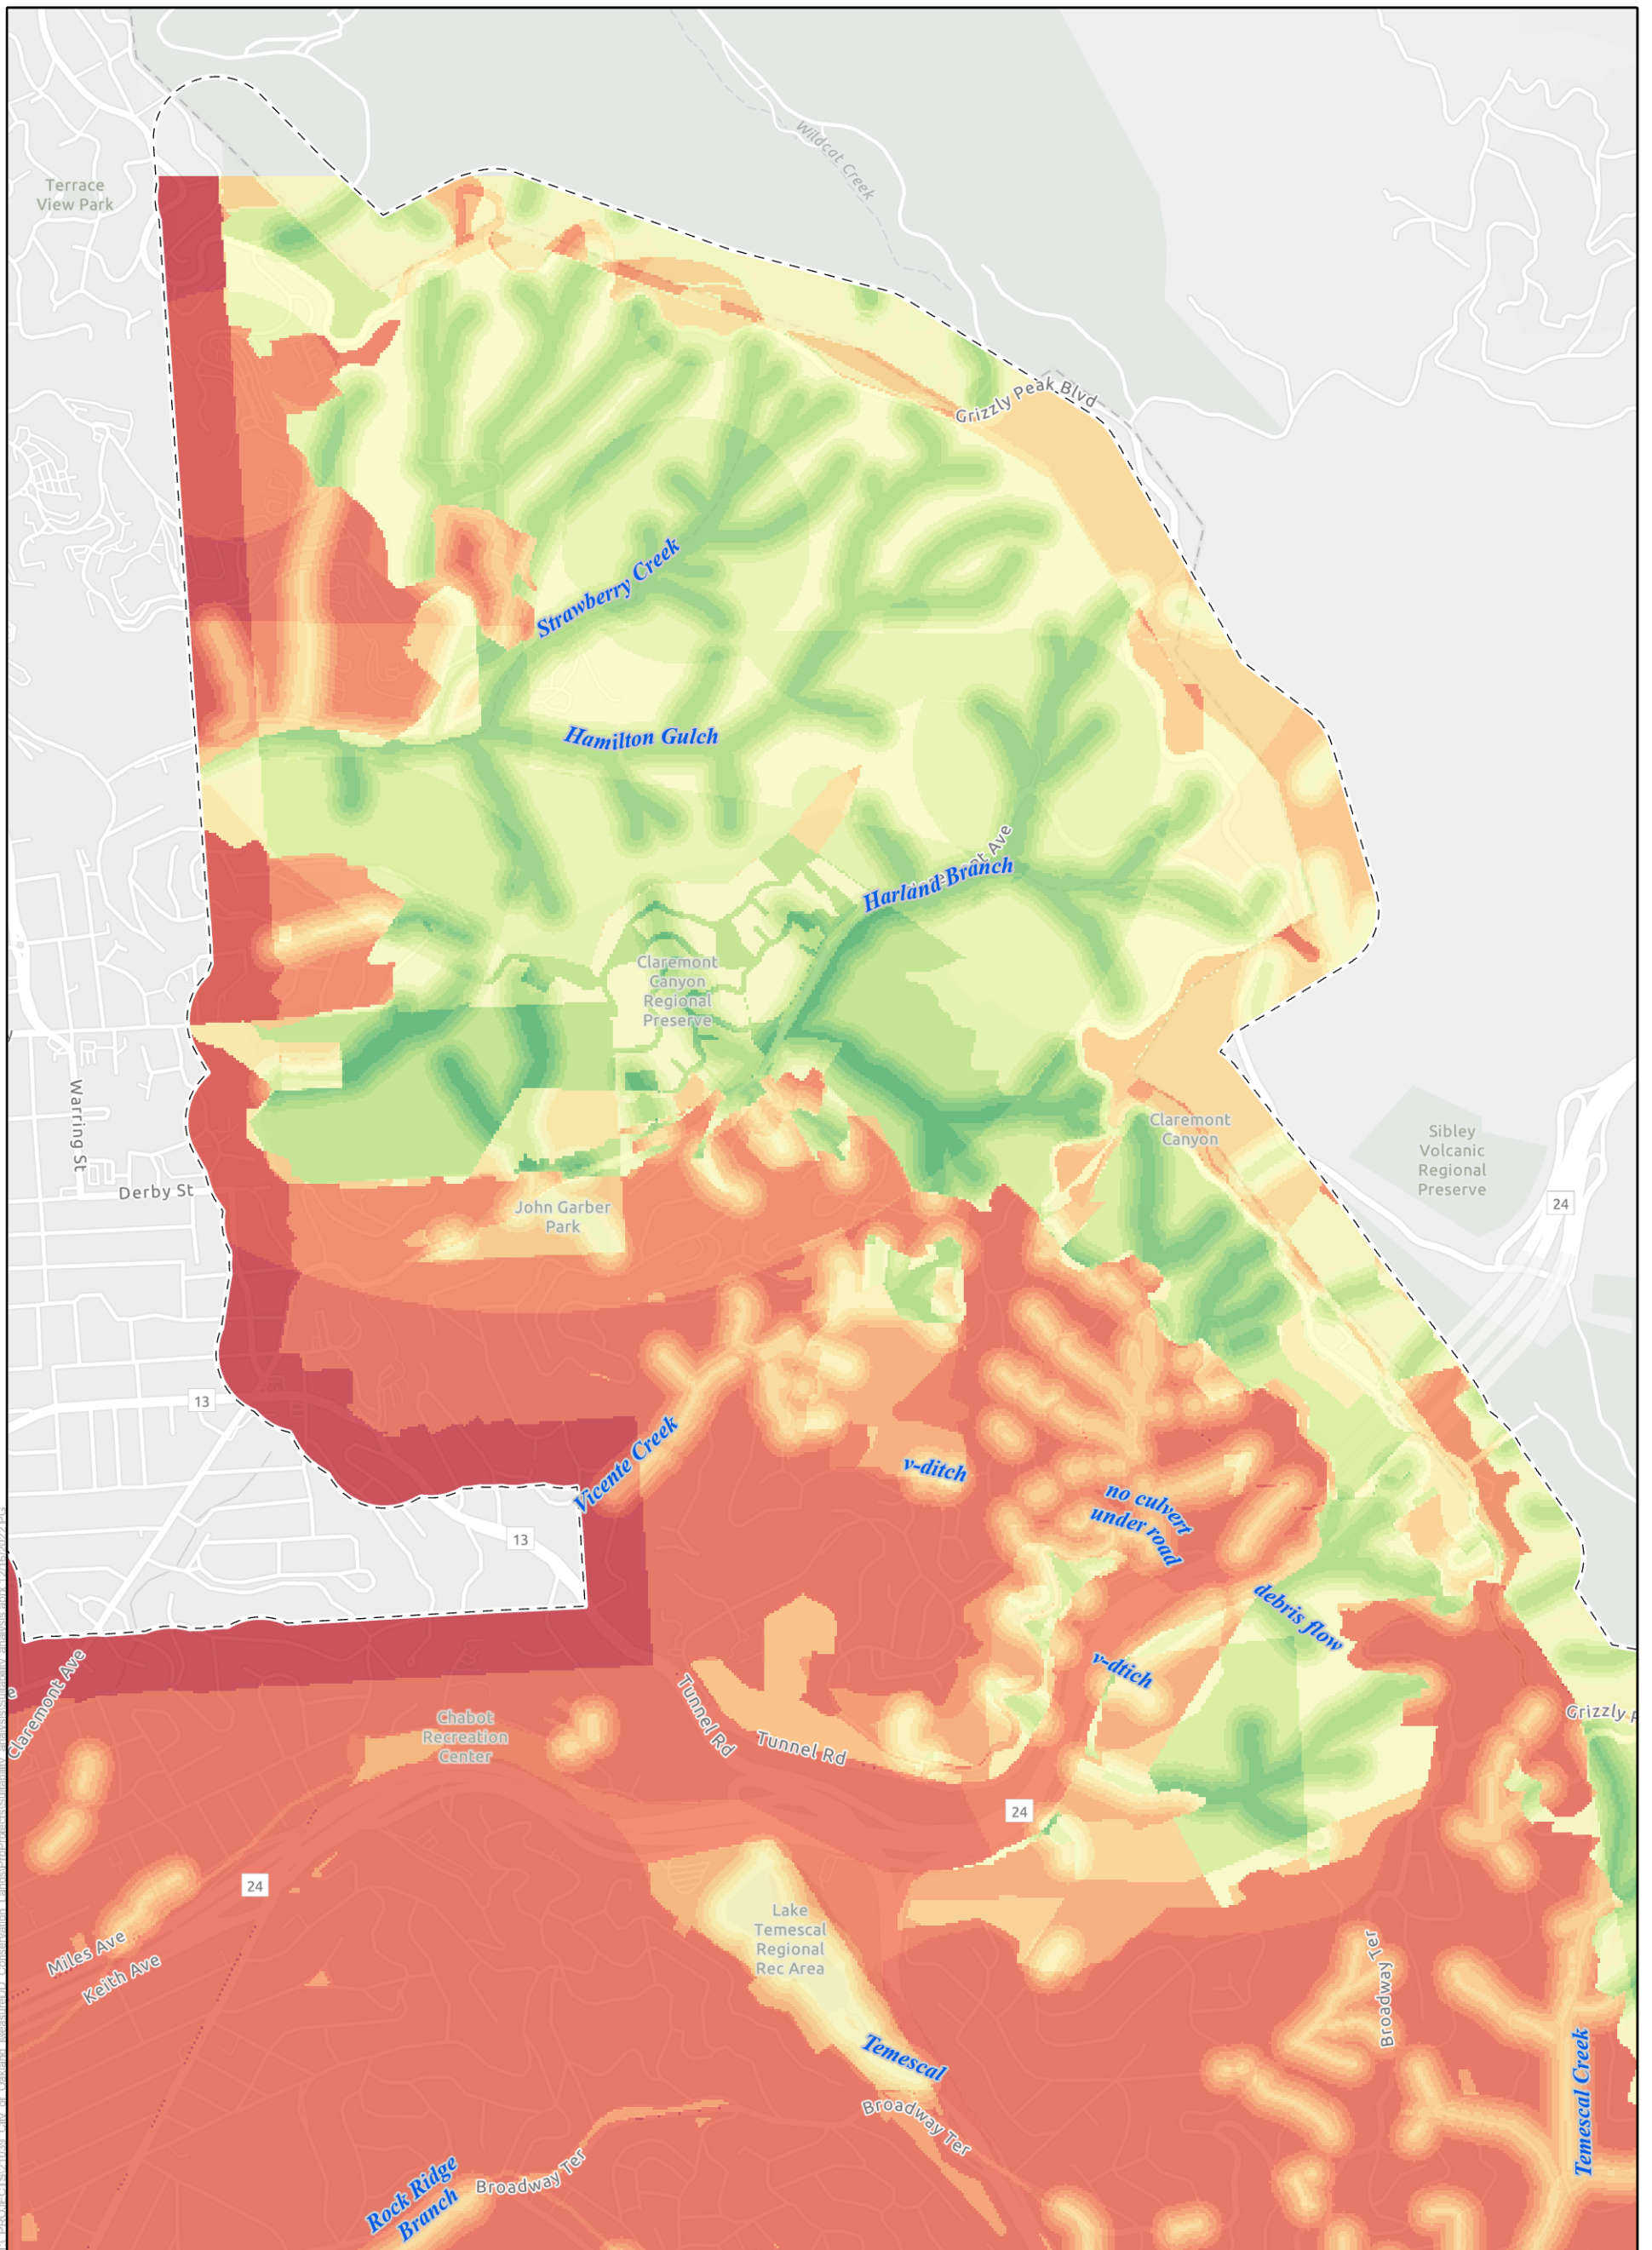 Wildcat Creek
Terrace
View Park
Grizzly Peak Blvd
Strawberry Creek
Hamilton Gulch
Harland Branch
Claremont
Canyon
Regional
Preserve
Warring St
Claremont
Canyon
Sibley
Volcanic
Regional
Preserve
Derby St
24
John Garber
Park
13
Vicente Creek
v-ditch
no culvert
under road
13
debris flow
v-dtich
Claremont Ave
Tunnel Rd
Tunnel Rd
Chabot
Recreation
Center
Grizzly
24
24
Lake
Temescal
Regional
Rec Area
Miles Ave
Keith Ave
Broadway Ter
Temescal
Temescal Creek
Broadway Ter
Rock Ridge
Branch
Broadway Ter